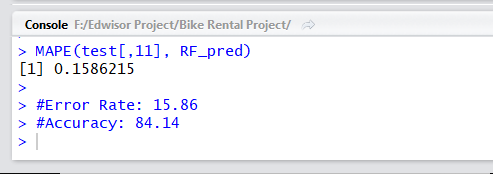 Console F:/Edwisor Project/Bike Rental Project/
> MAPE(test[,11], RF_pred)
[1] 0.1586215
>
> #Error Rate: 15.86
> #Accuracy: 84.14
>